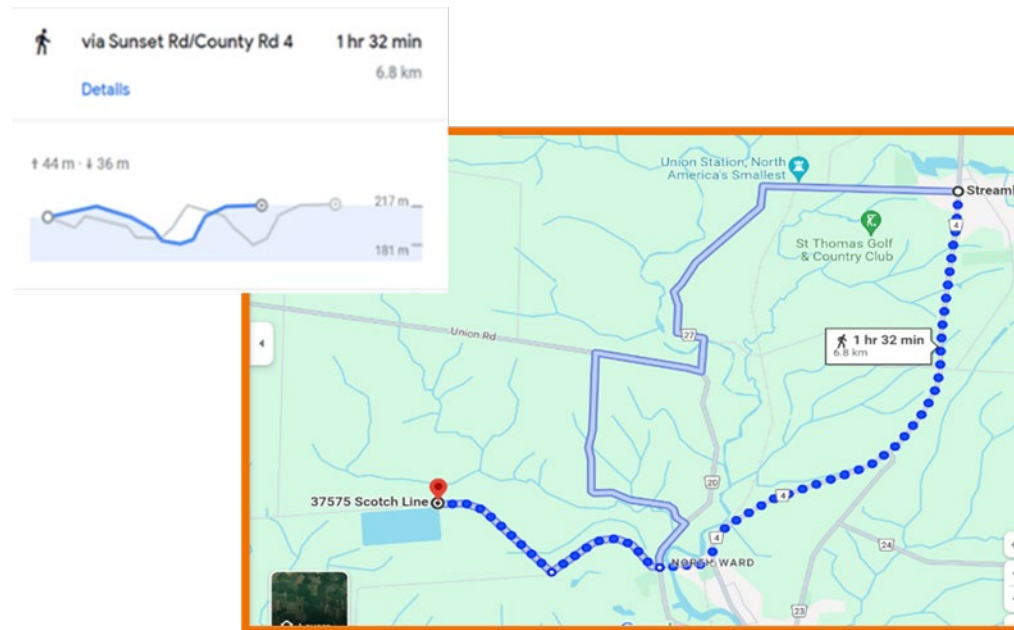 via Sunset Rd/County Rd 4
1 hr 32 min
6.8 km
Details
↑ 44 m · ↓ 36 m
217 m
181 m
Union Station, North
America's Smallest
Streaml
4
St Thomas Golf
& Country Club
Union Rd
27
1 hr 32 min
6.8 km
37575 Scotch Line
20
4
4
NORTH WARD
24
23